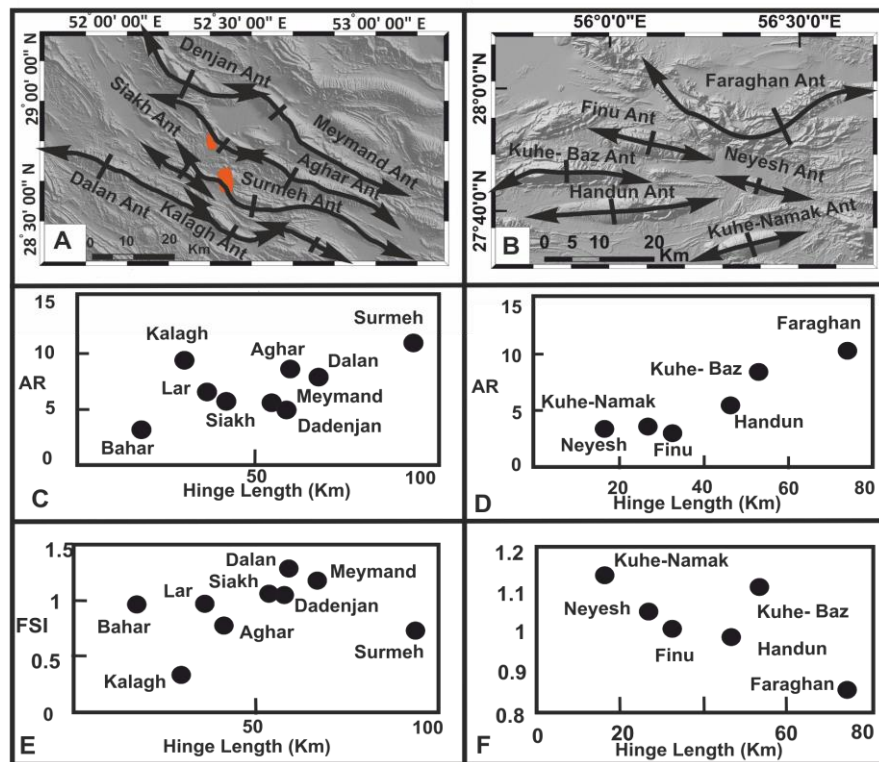 52°00′00″ E
52°30′00″ E
53°00′00″ E
29°00′00″ N
28°30′00″ N
Denjan Ant
Siakh Ant
Meymand Ant
Aghar Ant
Surmeh Ant
Dalan Ant
Kalagh Ant
A
0 10 20
Km
56°0′0″E
56°30′0″E
28°0′0″N
27°40′0″N
Faraghan Ant
Finu Ant
Neyesh Ant
Kuhe- Baz Ant
Handun Ant
Kuhe-Namak Ant
B
0 5 10 20
Km
15
Surmeh
Kalagh
Aghar
Dalan
10
AR
Lar
Meymand
5
Siakh
Dadenjan
Bahar
0
50
100
C
Hinge Length (Km)
15
Faraghan
Kuhe- Baz
10
AR
Kuhe-Namak
5
Handun
Neyesh
Finu
0
20
40
60
80
D
Hinge Length (Km)
1.5
Dalan
Siakh
Meymand
Lar
1
Dadenjan
FSI
Bahar
Aghar
Surmeh
0.5
Kalagh
0
50
100
E
Hinge Length (Km)
1.2
Kuhe-Namak
1.1
Neyesh
Kuhe- Baz
1
Finu
Handun
0.9
Faraghan
0.8
0
20
40
60
80
F
Hinge Length (Km)